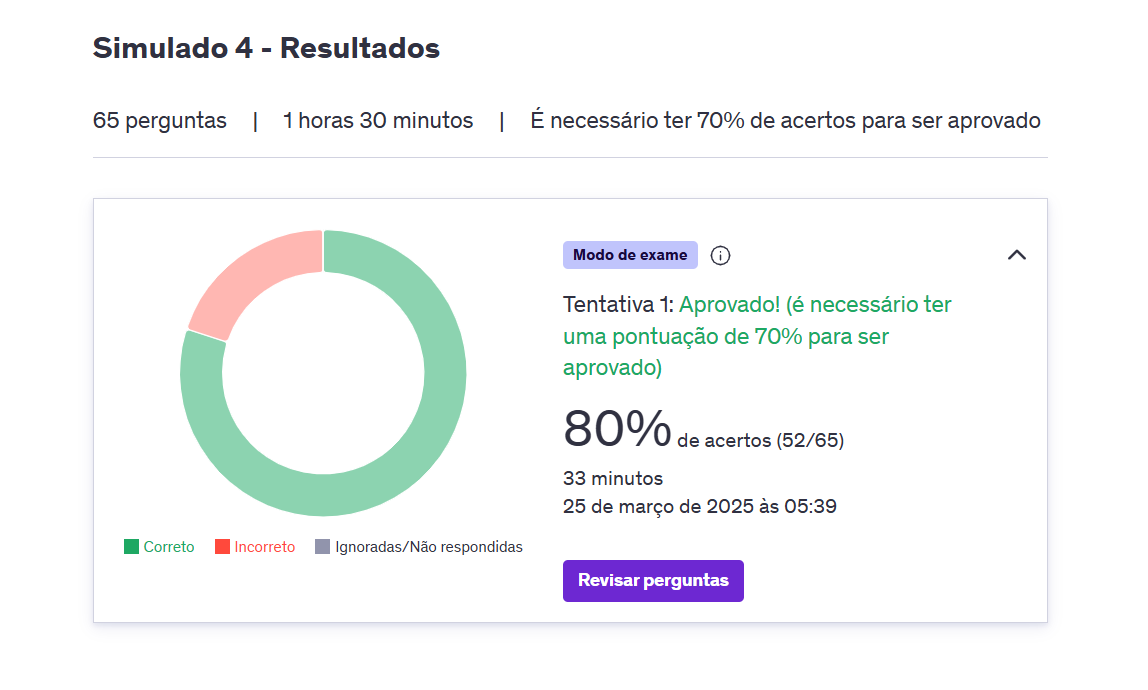 Simulado 4 - Resultados
65 perguntas | 1 horas 30 minutos | É necessário ter 70% de acertos para ser aprovado
Modo de exame
Tentativa 1: Aprovado! (é necessário ter
uma pontuação de 70% para ser
aprovado)
80% de acertos (52/65)
33 minutos
25 de março de 2025 às 05:39
Correto Incorreto Ignoradas/Não respondidas
Revisar perguntas